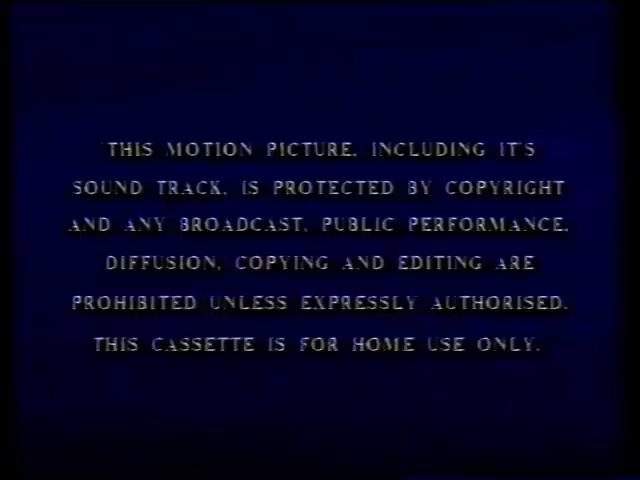 THIS MOTION PICTURE, INCLUDING IT'S
SOUND TRACK, IS PROTECTED BY COPYRIGHT
AND ANY BROADCAST, PUBLIC PERFORMANCE,
DIFFUSION, COPYING AND EDITING ARE
PROHIBITED UNLESS EXPRESSLY AUTHORISED.
THIS CASSETTE IS FOR HOME USE ONLY.